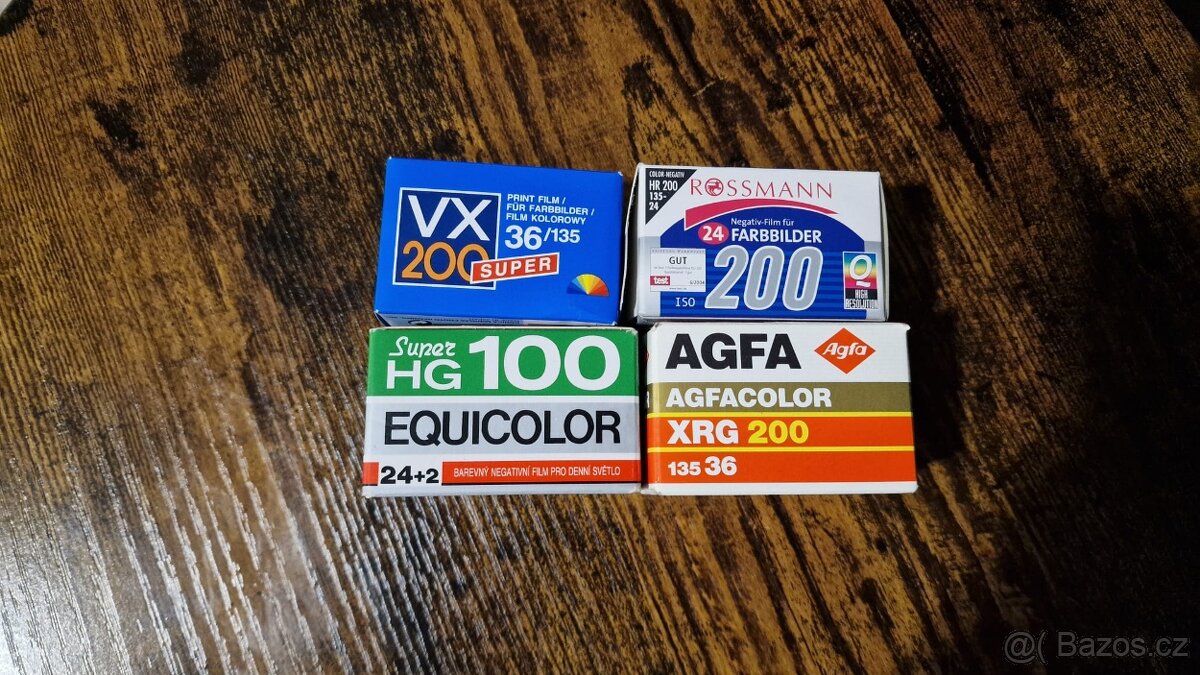 VX
200
SUPER
PRINT FILM /
FÜR FARBBILDER /
FILM KOLOROWY
36/135
COLOR-NEGATIV
HR 200
135-
24
ROSSMANN
Negativ-Film für
24 FARBBILDER
GUT
test
6/2004
ISO 200
Q
HIGH
RESOLUTION
Super
HG 100
EQUICOLOR
24+2 BAREVNÝ NEGATIVNÍ FILM PRO DENNÍ SVĚTLO
AGFA Agfa
AGFACOLOR
XRG 200
135 36
@( Bazos.cz